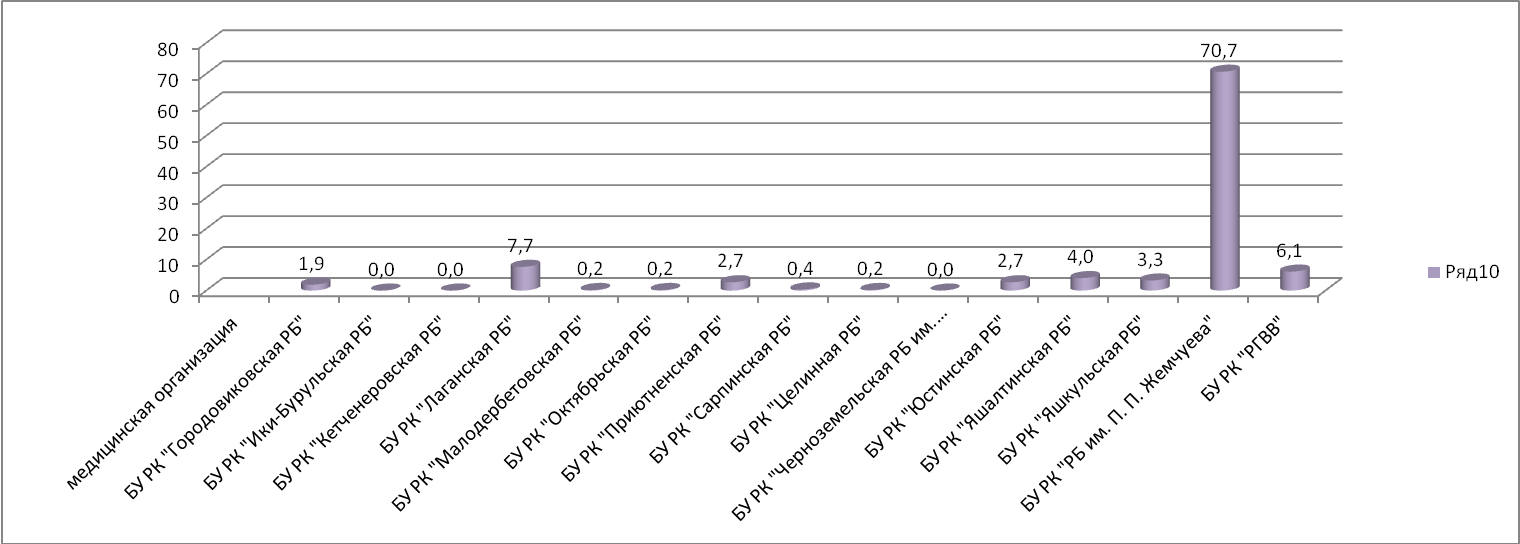 80
70
60
50
40
30
20
10
0
1,9
0,0
0,0
7,7
0,2
0,2
2,7
0,4
0,2
0,0
2,7
4,0
3,3
70,7
6,1
медицинская организация
БУ РК "Городовиковская РБ"
БУ РК "Ики-Бурульская РБ"
БУ РК "Кетченеровская РБ"
БУ РК "Лаганская РБ"
БУ РК "Малодербетовская РБ"
БУ РК "Октябрьская РБ"
БУ РК "Приютненская РБ"
БУ РК "Сарпинская РБ"
БУ РК "Целинная РБ"
БУ РК "Черноземельская РБ им....
БУ РК "Юстинская РБ"
БУ РК "Яшалтинская РБ"
БУ РК "Яшкульская РБ"
БУ РК "РБ им. П. П. Жемчуева"
БУ РК "РГВВ"
Ряд10